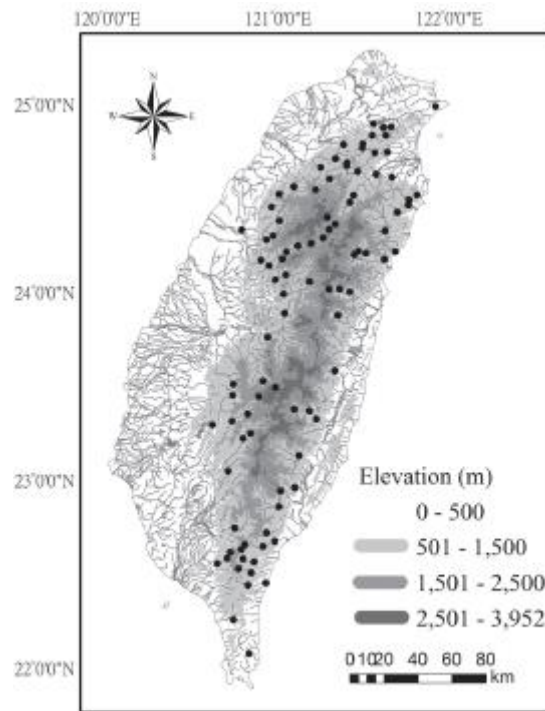 120°0'0"E 121°0'0"E 122°0'0"E
N
W E
S
25°0'0"N
24°0'0"N
23°0'0"N
22°0'0"N
Elevation (m)
0 - 500
501 - 1,500
1,501 - 2,500
2,501 - 3,952
0 10 20 40 60 80
km